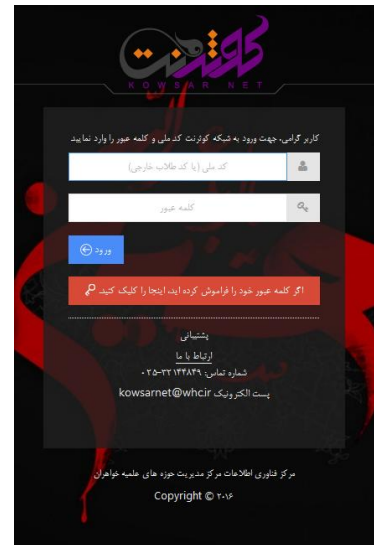 کوثرنت
KOWSAR NET
کاربر گرامی، جهت ورود به شبکه کوثرنت کد ملی و کلمه عبور را وارد نمایید
کد ملی (یا کد طلاب خارجی)
کلمه عبور
ورود
اگر کلمه عبور خود را فراموش کرده اید، اینجا را کلیک کنید.
پشتیبانی
ارتباط با ما
شماره تماس: ۳۲۱۴۴۸۴۹-۰۲۵
پست الکترونیک kowsarnet@whc.ir
مرکز فناوری اطلاعات مرکز مدیریت حوزه های علمیه خواهران
Copyright © ۲۰۱۶